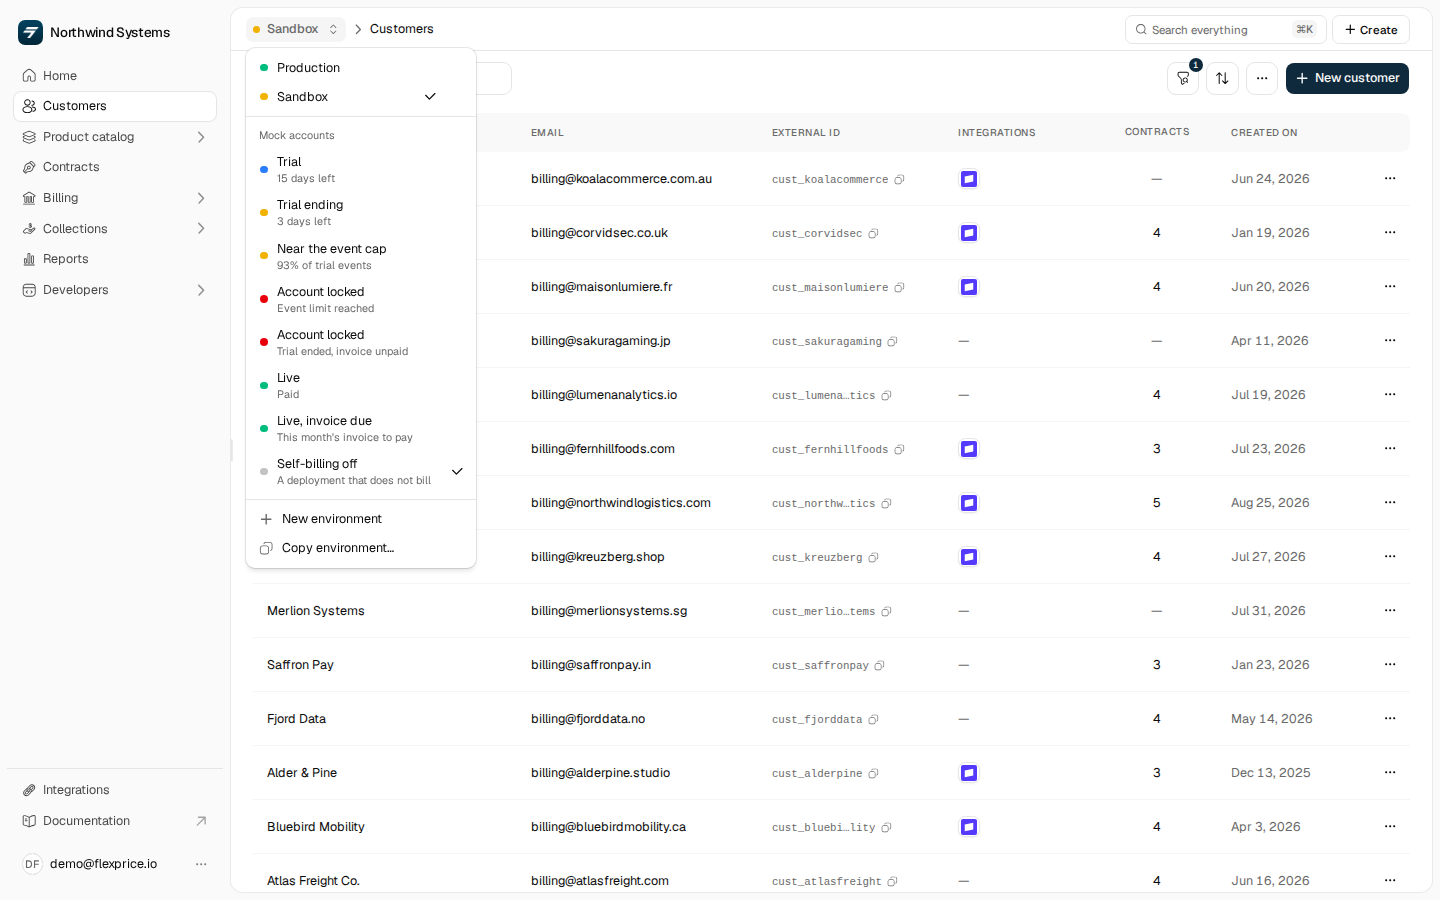 Northwind Systems
Home
Customers
Product catalog
Contracts
Billing
Collections
Reports
Developers
Integrations
Documentation
DF demo@flexprice.io
Sandbox
Customers
Search everything ⌘K
+ Create
Production
Sandbox
Mock accounts
Trial
15 days left
Trial ending
3 days left
Near the event cap
93% of trial events
Account locked
Event limit reached
Account locked
Trial ended, invoice unpaid
Live
Paid
Live, invoice due
This month's invoice to pay
Self-billing off
A deployment that does not bill
New environment
Copy environment…
1
+ New customer
EMAIL EXTERNAL ID INTEGRATIONS CONTRACTS CREATED ON
billing@koalacommerce.com.au cust_koalacommerce — Jun 24, 2026
billing@corvidsec.co.uk cust_corvidsec 4 Jan 19, 2026
billing@maisonlumiere.fr cust_maisonlumiere 4 Jun 20, 2026
billing@sakuragaming.jp cust_sakuragaming — — Apr 11, 2026
billing@lumenanalytics.io cust_lumena…tics — 4 Jul 19, 2026
billing@fernhillfoods.com cust_fernhillfoods 3 Jul 23, 2026
billing@northwindlogistics.com cust_northw…tics 5 Aug 25, 2026
billing@kreuzberg.shop cust_kreuzberg 4 Jul 27, 2026
Merlion Systems billing@merlionsystems.sg cust_merlio…tems — — Jul 31, 2026
Saffron Pay billing@saffronpay.in cust_saffronpay — 3 Jan 23, 2026
Fjord Data billing@fjorddata.no cust_fjorddata — 4 May 14, 2026
Alder & Pine billing@alderpine.studio cust_alderpine 3 Dec 13, 2025
Bluebird Mobility billing@bluebirdmobility.ca cust_bluebi…lity 4 Apr 3, 2026
Atlas Freight Co. billing@atlasfreight.com cust_atlasfreight — 4 Jun 16, 2026